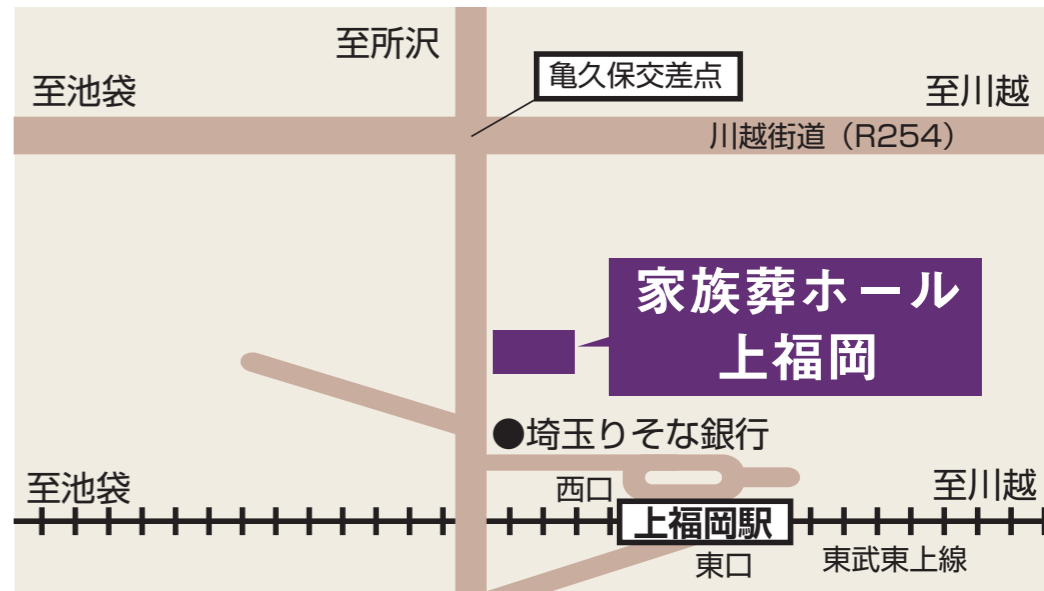 至所沢
亀久保交差点
至池袋
至川越
川越街道（R254）
家族葬ホール
上福岡
●埼玉りそな銀行
至池袋
西口
至川越
上福岡駅
東口
東武東上線